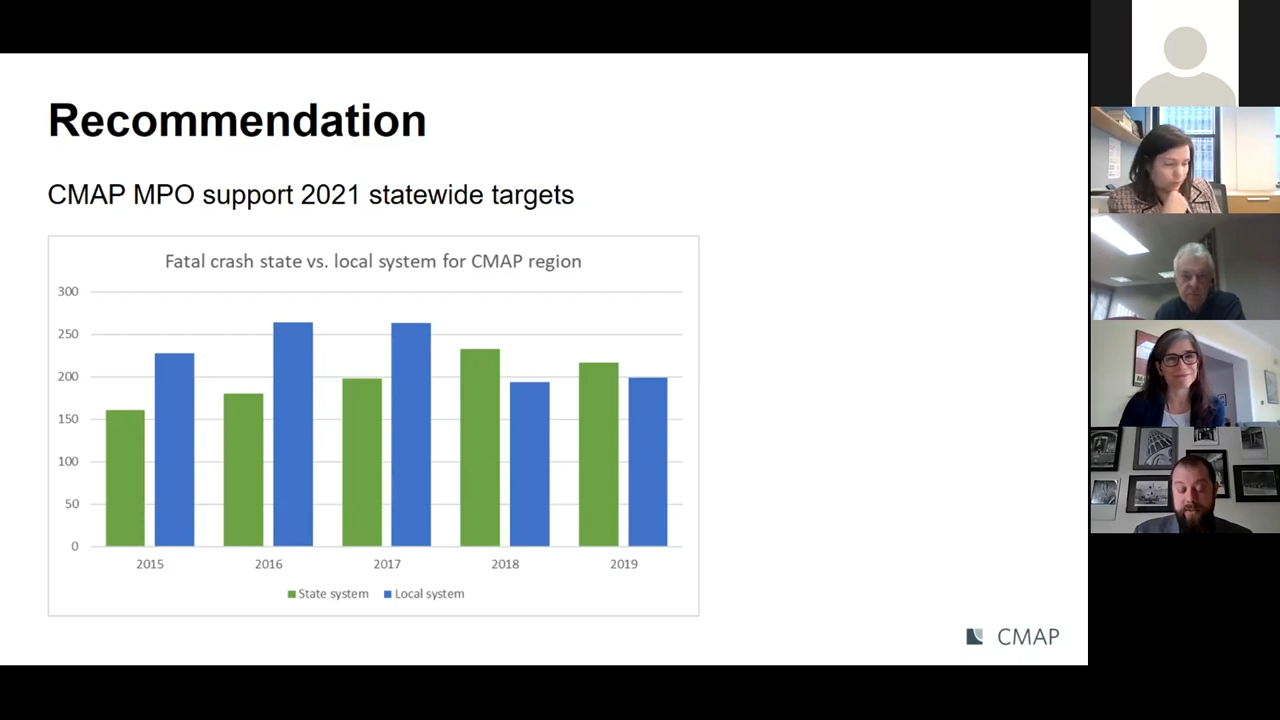 Recommendation
CMAP MPO support 2021 statewide targets
Fatal crash state vs. local system for CMAP region
300
250
200
150
100
50
0
2015 2016 2017 2018 2019
State system Local system
CMAP